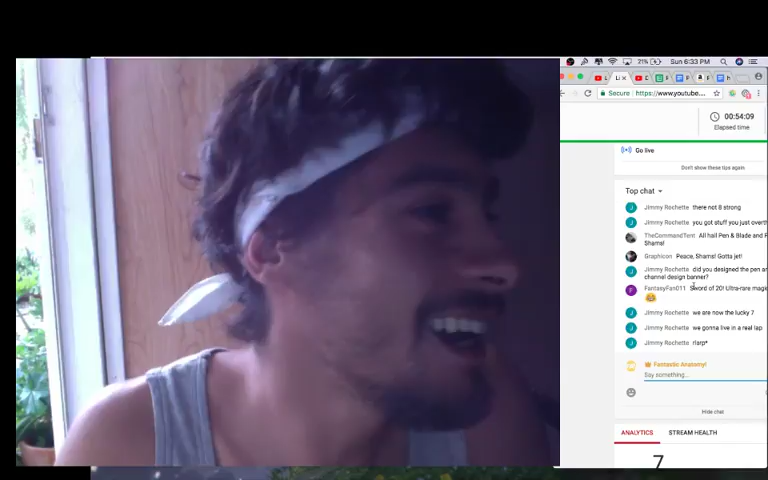 21%
Sun 6:33 PM
Secure
https://www.youtube...
00:54:09
Elapsed time
Go live
Don't show these tips again
Top chat
Jimmy Rochette there not 8 strong
Jimmy Rochette you got stuff you just overth
TheCommandTent All hail Pen & Blade and F
Shams!
Graphicon Peace, Shams! Gotta jet!
Jimmy Rochette did you designed the pen an
channel design banner?
FantasyFan011 Sword of 20! Ultra-rare magi
Jimmy Rochette we are now the lucky 7
Jimmy Rochette we gonna live in a real lap
Jimmy Rochette rlarp*
Fantastic Anatomy!
Say something...
Hide chat
ANALYTICS STREAM HEALTH
7